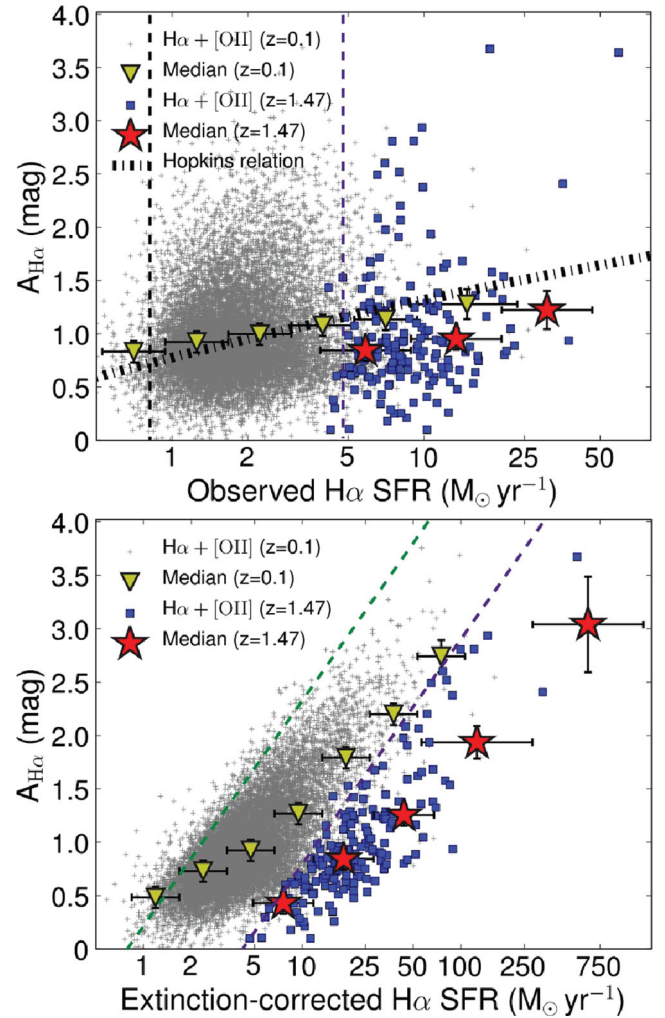 4.0
3.5
3.0
2.5
2.0
1.5
1.0
0.5
0
A_Hα (mag)
Hα + [OII] (z=0.1)
Median (z=0.1)
Hα + [OII] (z=1.47)
Median (z=1.47)
Hopkins relation
1 2 5 10 25 50
Observed Hα SFR (M⊙ yr⁻¹)
4.0
3.5
3.0
2.5
2.0
1.5
1.0
0.5
0
A_Hα (mag)
Hα + [OII] (z=0.1)
Median (z=0.1)
Hα + [OII] (z=1.47)
Median (z=1.47)
1 2 5 10 25 50 100 250 750
Extinction-corrected Hα SFR (M⊙ yr⁻¹)